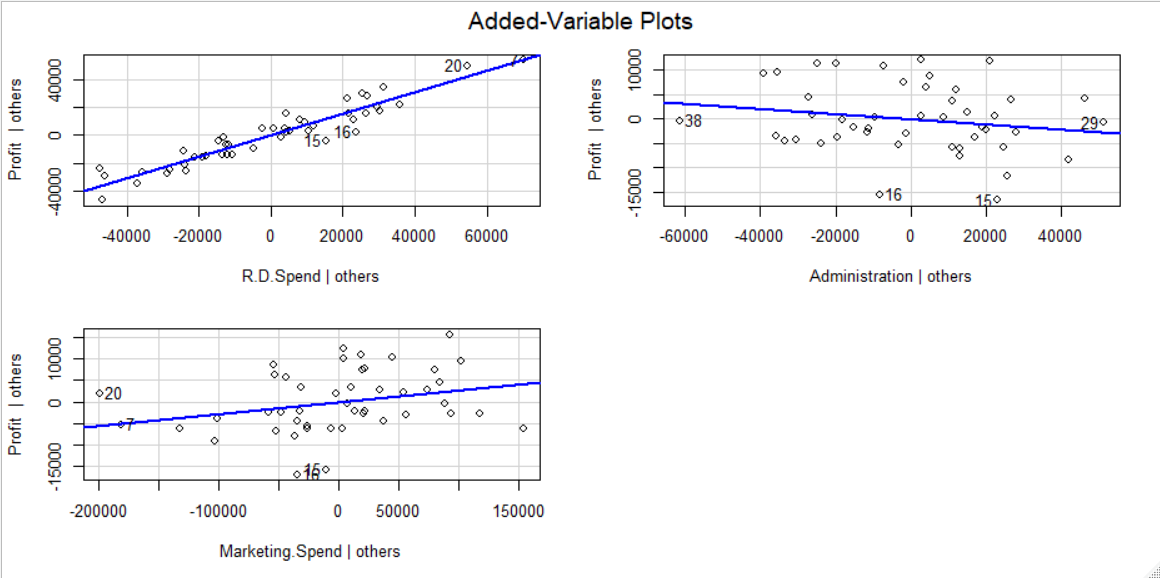 Added-Variable Plots
Profit | others
40000
0
-40000
20
7
15
16
-40000 -20000 0 20000 40000 60000
R.D.Spend | others
Profit | others
10000
0
-15000
38
29
16
15
-60000 -40000 -20000 0 20000 40000
Administration | others
Profit | others
10000
0
-15000
20
7
15
16
-200000 -100000 0 50000 150000
Marketing.Spend | others